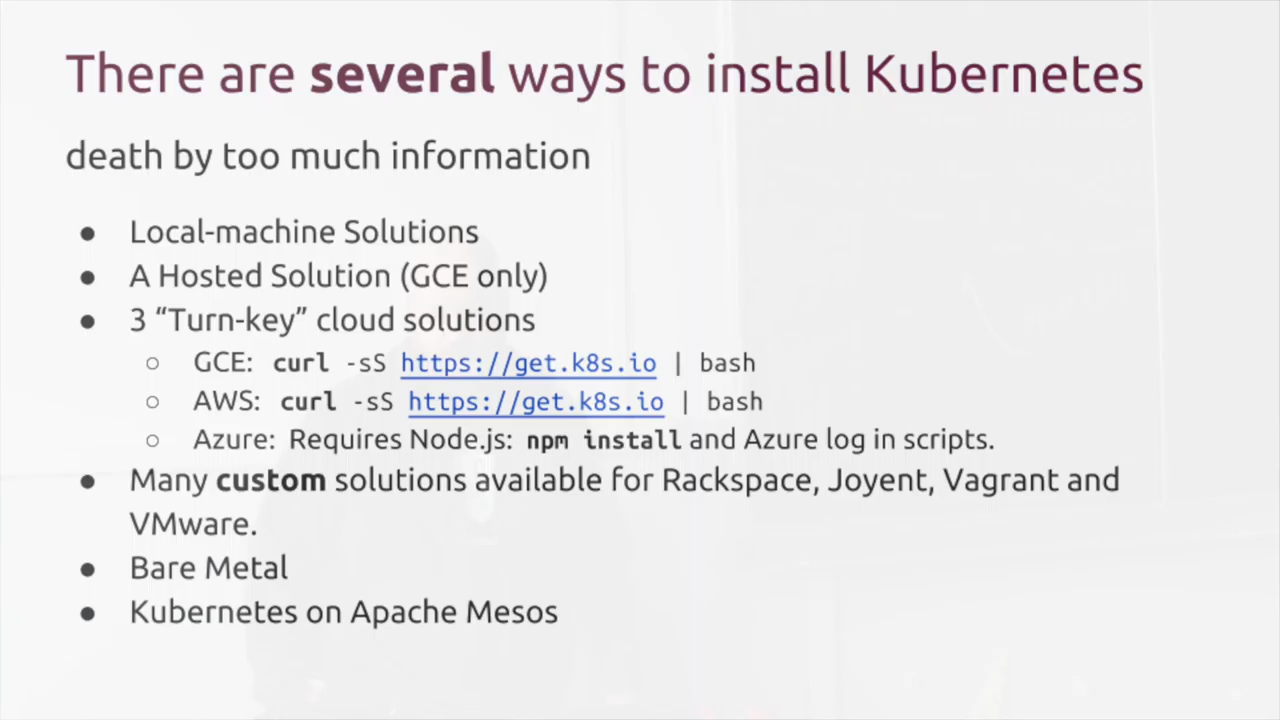 There are several ways to install Kubernetes
death by too much information
● Local-machine Solutions
● A Hosted Solution (GCE only)
● 3 “Turn-key” cloud solutions
○ GCE: curl -sS https://get.k8s.io | bash
○ AWS: curl -sS https://get.k8s.io | bash
○ Azure: Requires Node.js: npm install and Azure log in scripts.
● Many custom solutions available for Rackspace, Joyent, Vagrant and
VMware.
● Bare Metal
● Kubernetes on Apache Mesos